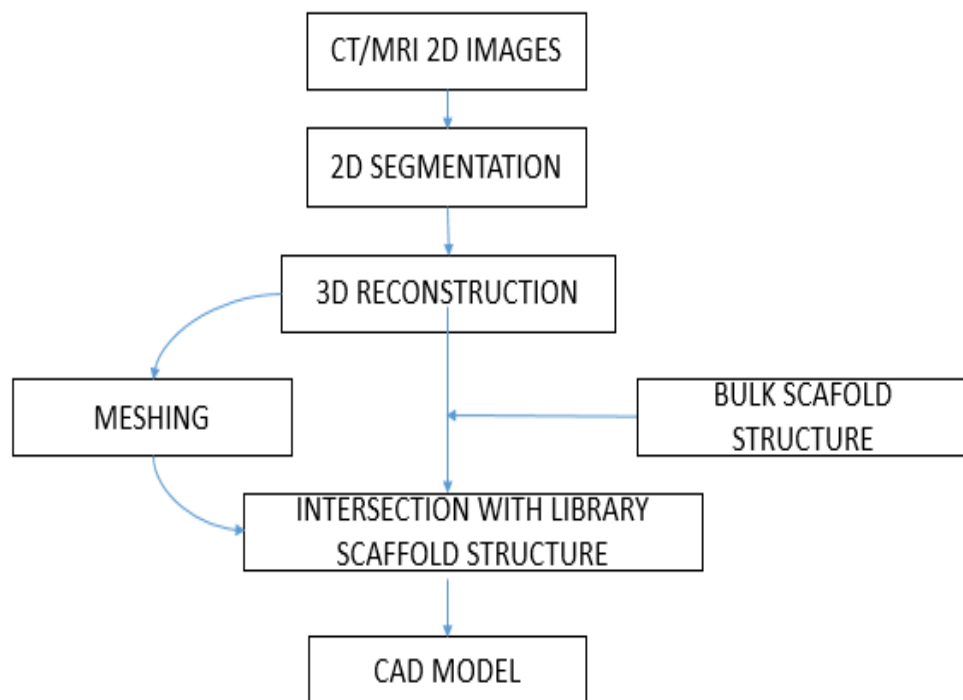 CT/MRI 2D IMAGES
2D SEGMENTATION
3D RECONSTRUCTION
MESHING
BULK SCAFOLD
STRUCTURE
INTERSECTION WITH LIBRARY
SCAFFOLD STRUCTURE
CAD MODEL